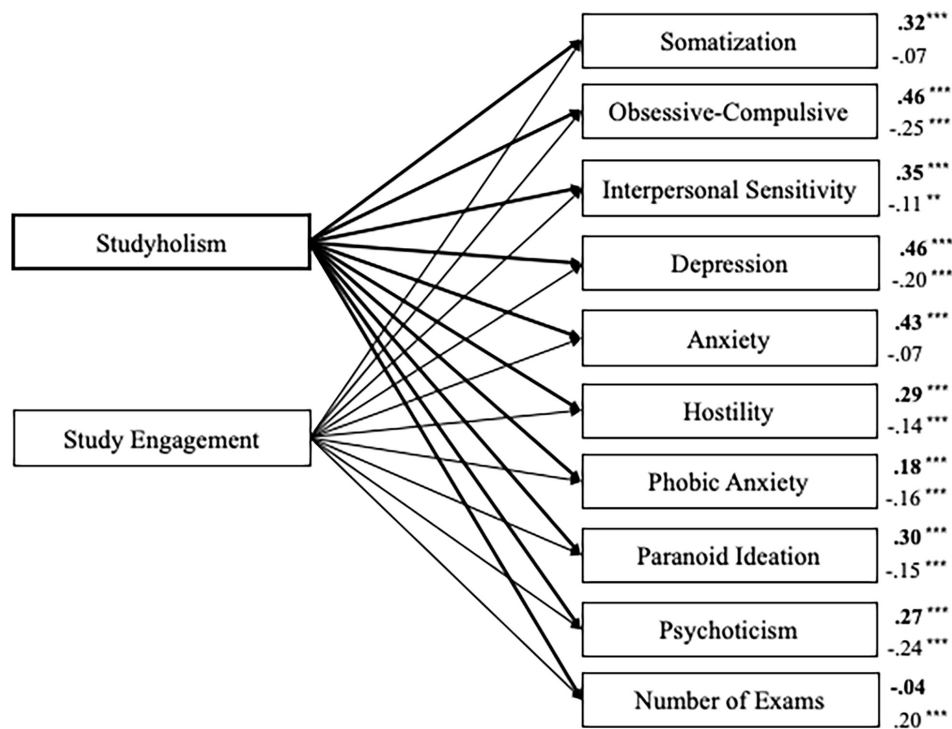 Studyholism
Study Engagement
Somatization
.32***
-.07
Obsessive-Compulsive
.46***
-.25***
Interpersonal Sensitivity
.35***
-.11**
Depression
.46***
-.20***
Anxiety
.43***
-.07
Hostility
.29***
-.14***
Phobic Anxiety
.18***
-.16***
Paranoid Ideation
.30***
-.15***
Psychoticism
.27***
-.24***
Number of Exams
-.04
.20***